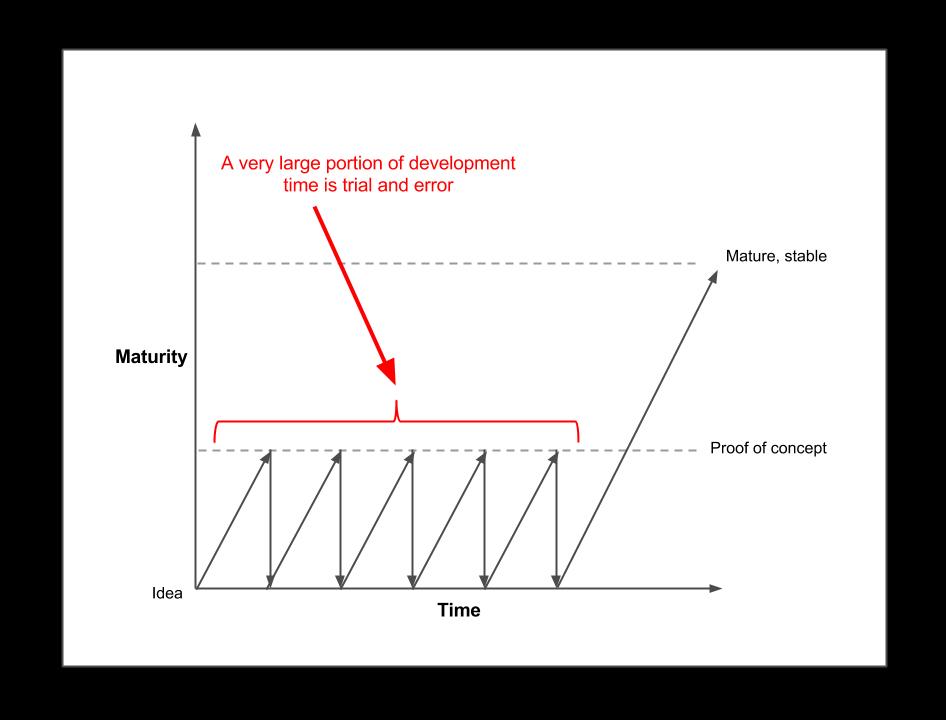 A very large portion of development
time is trial and error
Mature, stable
Maturity
Proof of concept
Idea
Time